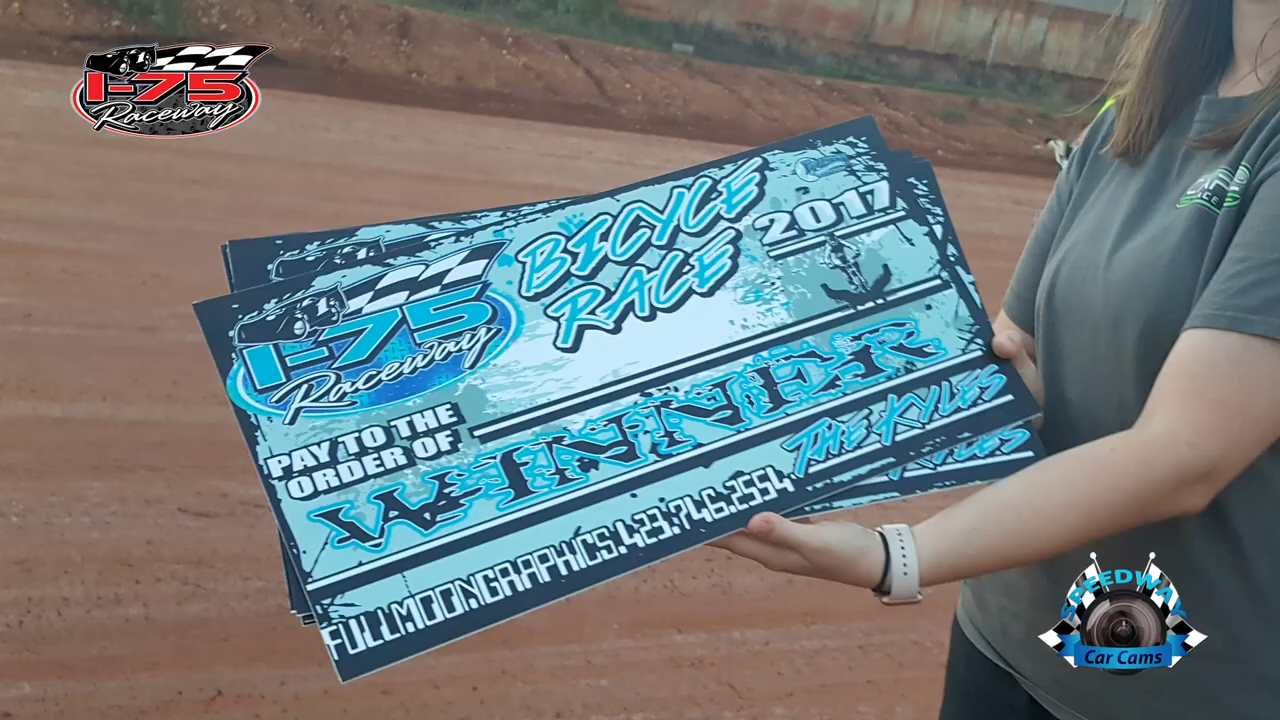 I-75
Raceway
BICYCLE
RACE
2017
I-75
Raceway
PAY TO THE
ORDER OF
WINNER
THE KYLES
FULLMOONGRAPHICS.423.746.2554
KYLES
SPEEDWAY
Car Cams